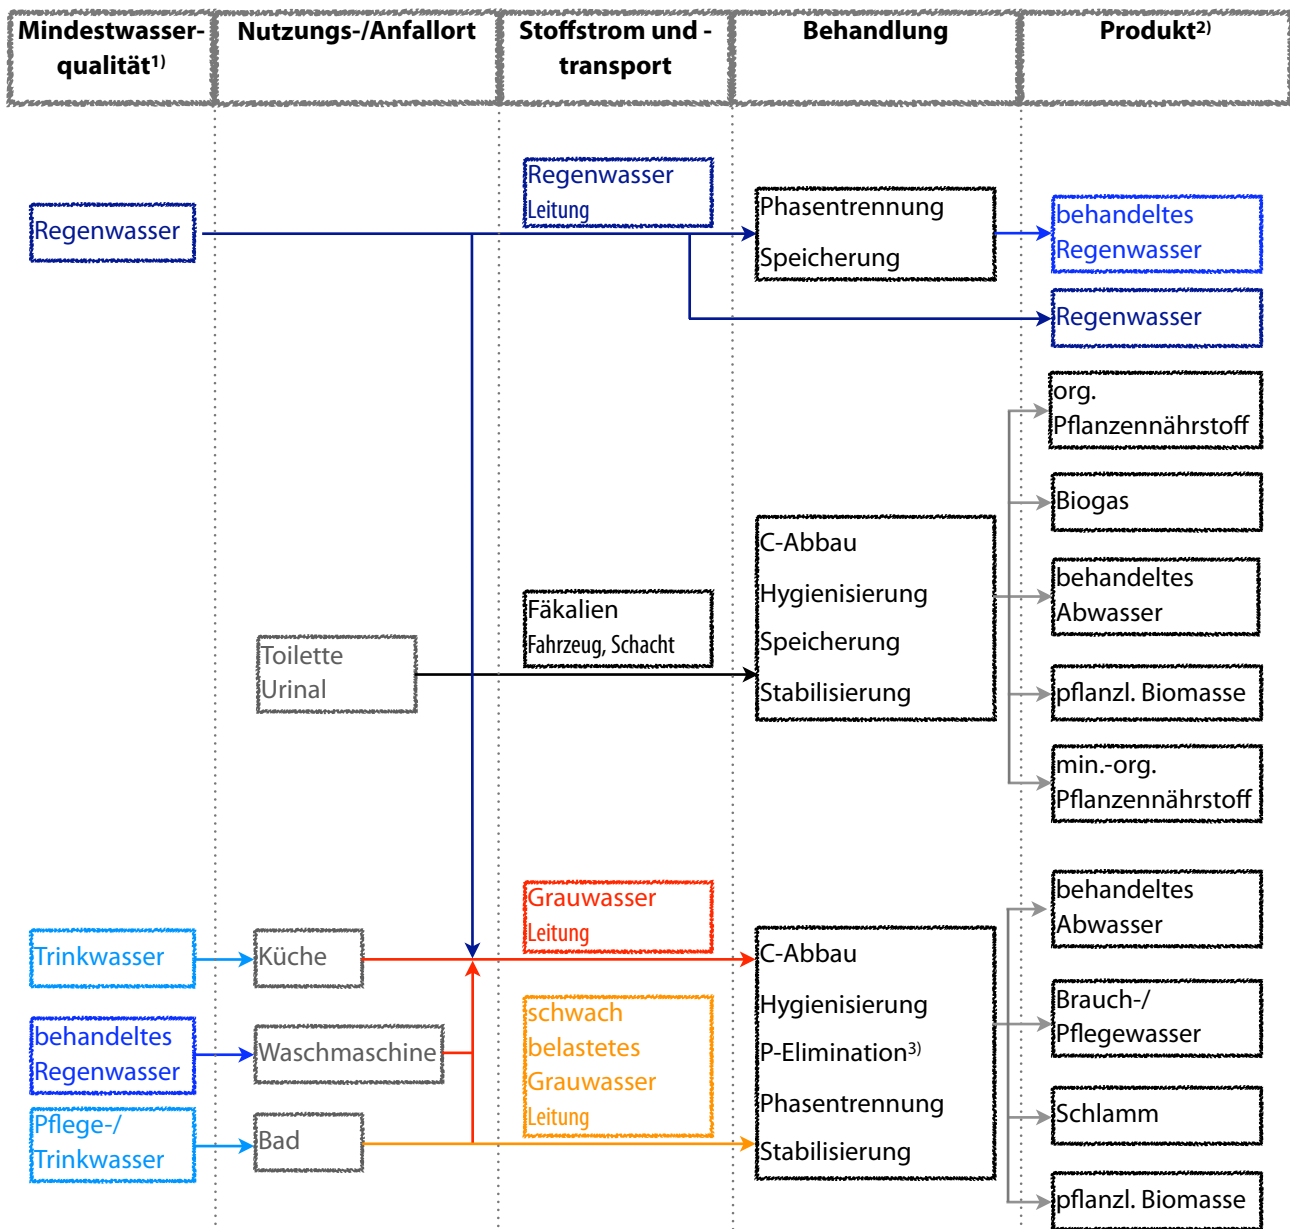 Mindestwasser-
qualität1)
Nutzungs-/Anfallort
Stoffstrom und -
transport
Behandlung
Produkt2)
Regenwasser
Regenwasser
Leitung
Phasentrennung
Speicherung
behandeltes
Regenwasser
Regenwasser
org.
Pflanzennährstoff
Biogas
behandeltes
Abwasser
pflanzl. Biomasse
min.-org.
Pflanzennährstoff
Toilette
Urinal
Fäkalien
Fahrzeug, Schacht
C-Abbau
Hygienisierung
Speicherung
Stabilisierung
Trinkwasser
Küche
Grauwasser
Leitung
behandeltes
Regenwasser
Waschmaschine
Pflege-/
Trinkwasser
Bad
schwach
belastetes
Grauwasser
Leitung
C-Abbau
Hygienisierung
P-Elimination3)
Phasentrennung
Stabilisierung
behandeltes
Abwasser
Brauch-/
Pflegewasser
Schlamm
pflanzl. Biomasse